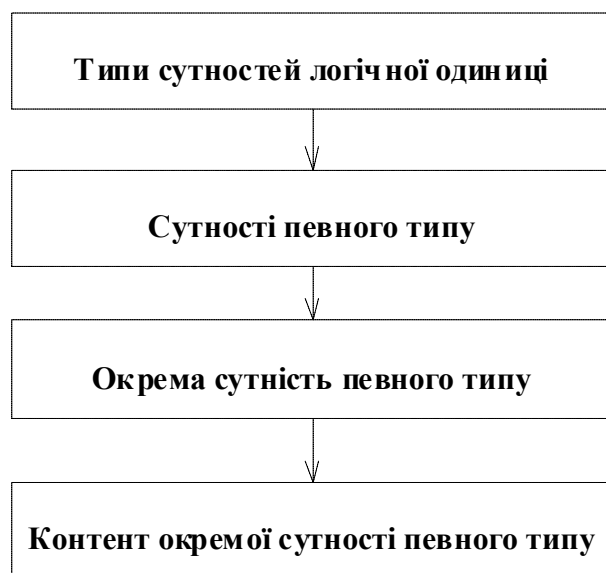 Типи сутностей логічної одиниці
Сутності певного типу
Окрема сутність певного типу
Контент окремої сутності певного типу